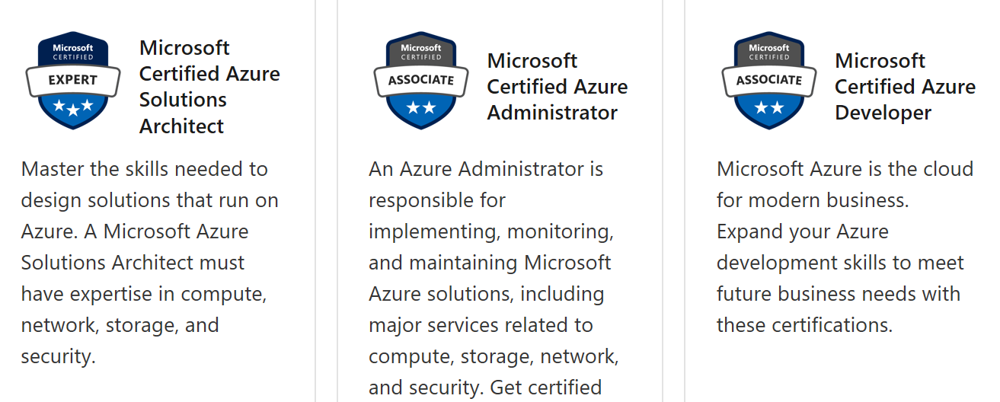 Microsoft
CERTIFIED
EXPERT
Microsoft
Certified Azure
Solutions
Architect
Master the skills needed to
design solutions that run on
Azure. A Microsoft Azure
Solutions Architect must
have expertise in compute,
network, storage, and
security.
Microsoft
CERTIFIED
ASSOCIATE
Microsoft
Certified Azure
Administrator
An Azure Administrator is
responsible for
implementing, monitoring,
and maintaining Microsoft
Azure solutions, including
major services related to
compute, storage, network,
and security. Get certified
Microsoft
CERTIFIED
ASSOCIATE
Microsoft
Certified Azure
Developer
Microsoft Azure is the cloud
for modern business.
Expand your Azure
development skills to meet
future business needs with
these certifications.